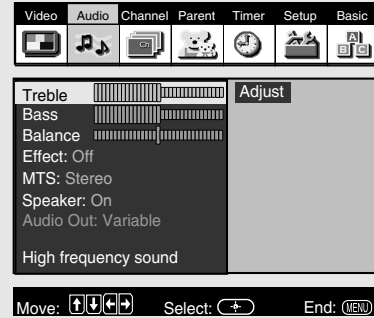 Video Audio Channel Parent Timer Setup Basic
Treble Adjust
Bass
Balance
Effect: Off
MTS: Stereo
Speaker: On
Audio Out: Variable
High frequency sound
Move: Select: End: MENU